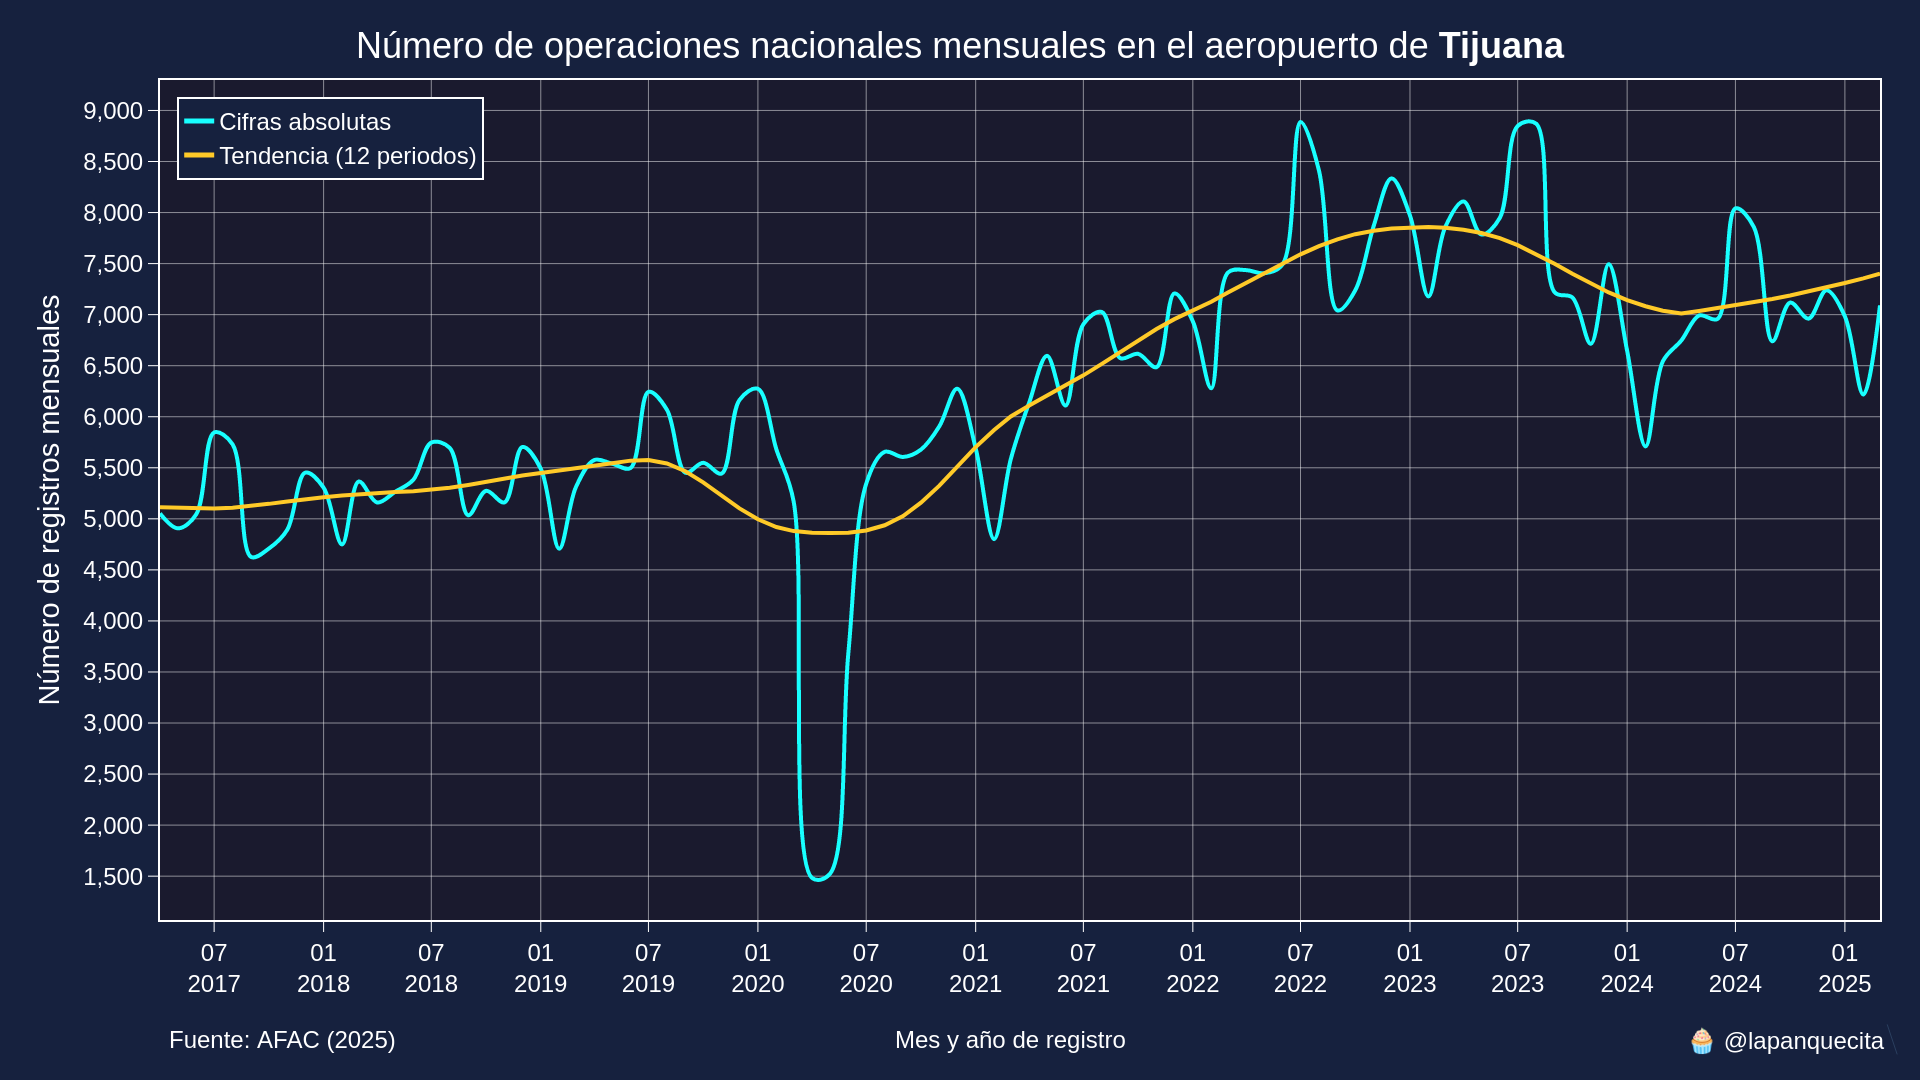 Número de operaciones nacionales mensuales en el aeropuerto de Tijuana
Cifras absolutas
Tendencia (12 periodos)
Número de registros mensuales
9,000
8,500
8,000
7,500
7,000
6,500
6,000
5,500
5,000
4,500
4,000
3,500
3,000
2,500
2,000
1,500
07 01 07 01 07 01 07 01 07 01 07 01 07 01 07 01
2017 2018 2018 2019 2019 2020 2020 2021 2021 2022 2022 2023 2023 2024 2024 2025
Fuente: AFAC (2025) Mes y año de registro 🧁 @lapanquecita